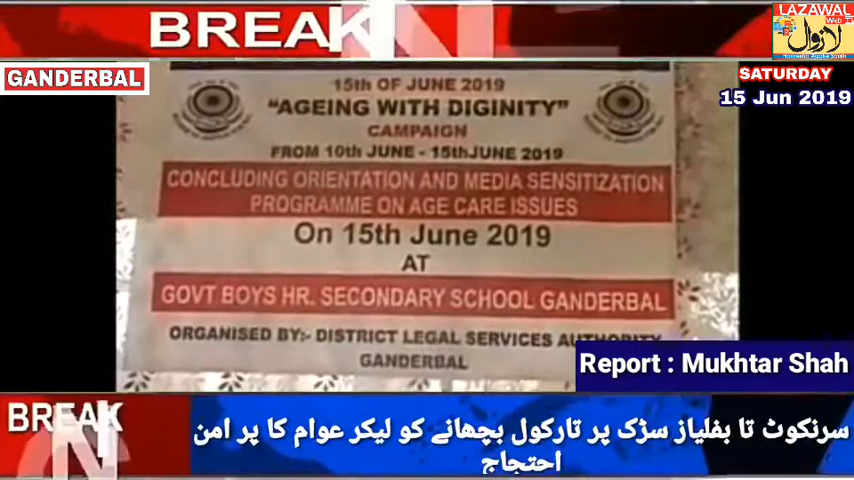 BREAK
N
LAZAWAL
Web TV
لازوال
GANDERBAL
SATURDAY
15 Jun 2019
15th OF JUNE 2019
"AGEING WITH DIGINITY"
CAMPAIGN
FROM 10th JUNE - 15thJUNE 2019
CONCLUDING ORIENTATION AND MEDIA SENSITIZATION
PROGRAMME ON AGE CARE ISSUES
On 15th June 2019
AT
GOVT BOYS HR. SECONDARY SCHOOL GANDERBAL
ORGANISED BY:- DISTRICT LEGAL SERVICES AUTHORITY
GANDERBAL
Report : Mukhtar Shah
BREAK
N
سرنکوٹ تا بفلیاز سڑک پر تارکول بچھانے کو لیکر عوام کا پر امن
احتجاج